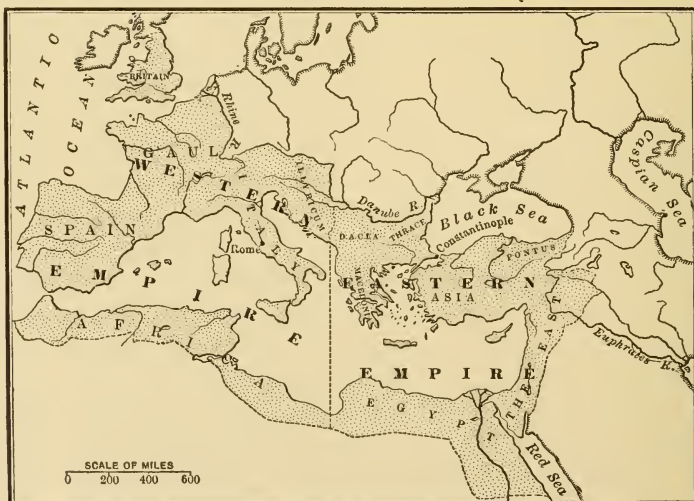 ATLANTIC
OCEAN
BRITAIN
Rhine R.
GAUL
WESTERN
EMPIRE
ILLYRICUM
ITALY
SPAIN
Rome
AFRICA
Danube R.
DACIA
THRACE
MACEDONIA
Black Sea
Constantinople
PONTUS
Caspian Sea
EASTERN
EMPIRE
ASIA
THE EAST
Euphrates R.
EGYPT
Red Sea
SCALE OF MILES
0 200 400 600